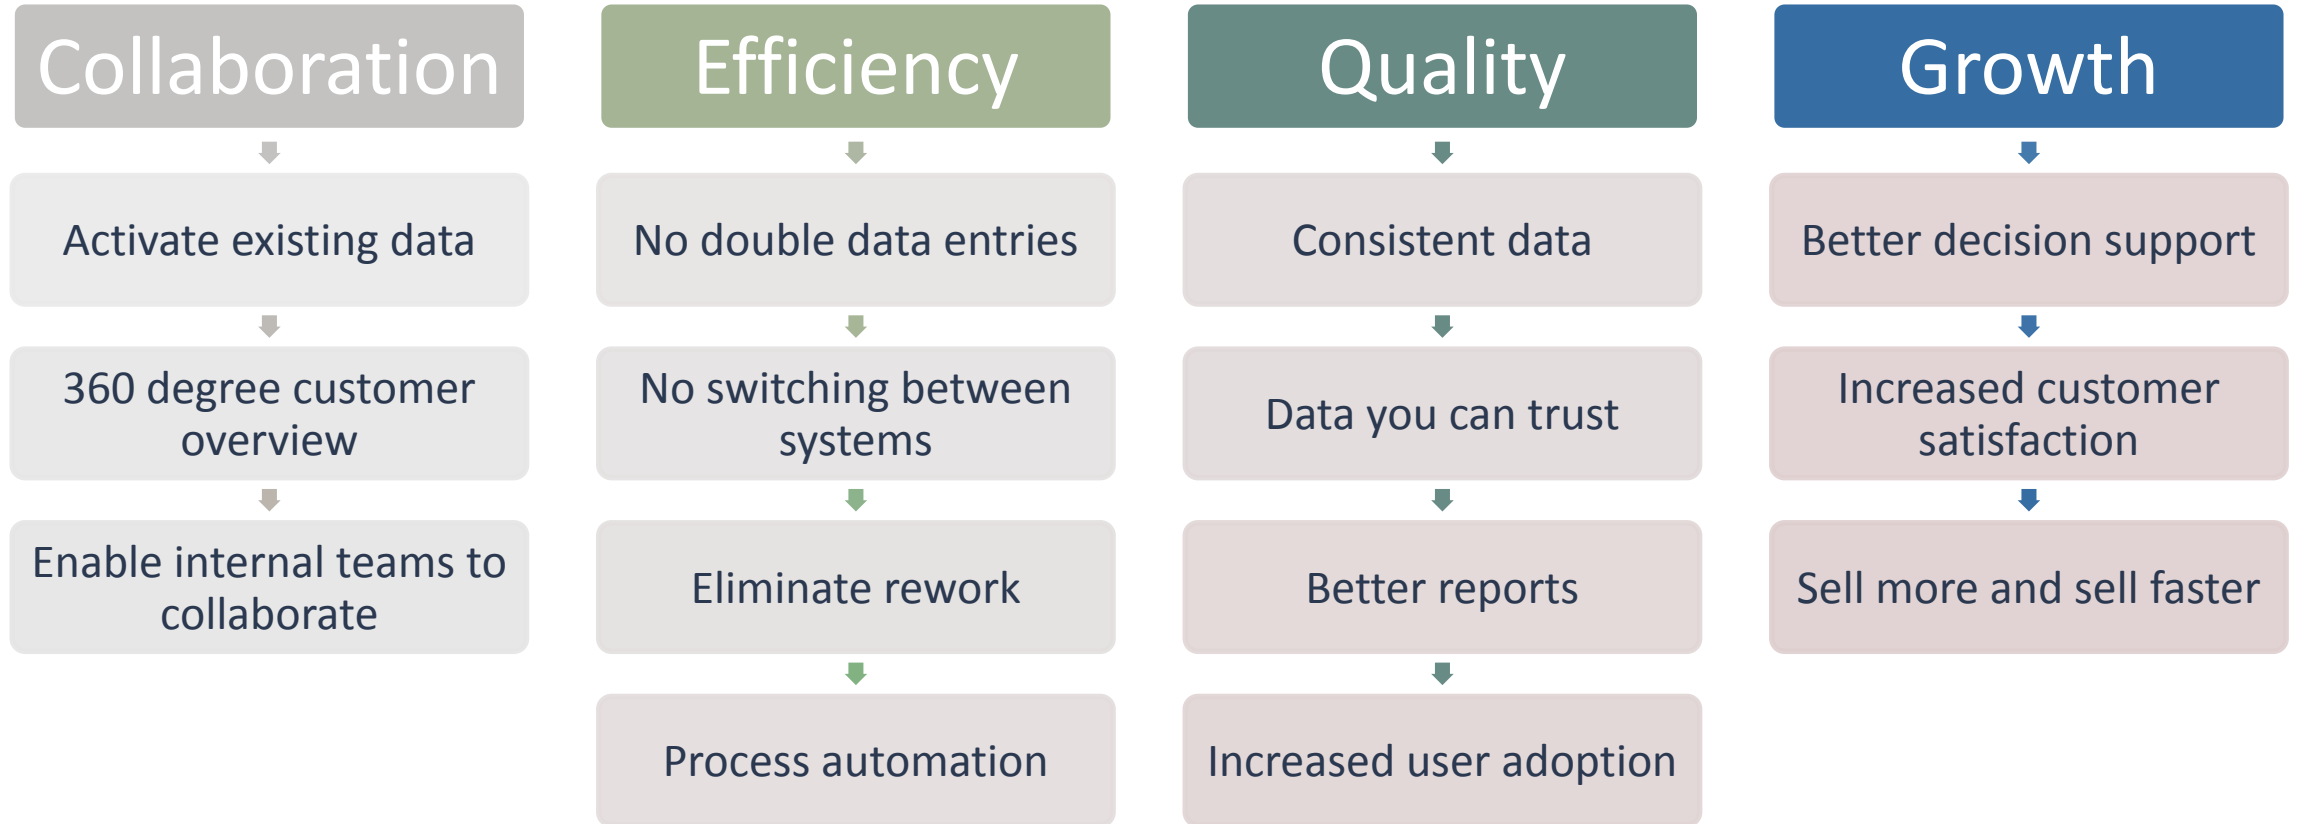 Collaboration
Activate existing data
360 degree customer
overview
Enable internal teams to
collaborate
Efficiency
No double data entries
No switching between
systems
Eliminate rework
Process automation
Quality
Consistent data
Data you can trust
Better reports
Increased user adoption
Growth
Better decision support
Increased customer
satisfaction
Sell more and sell faster